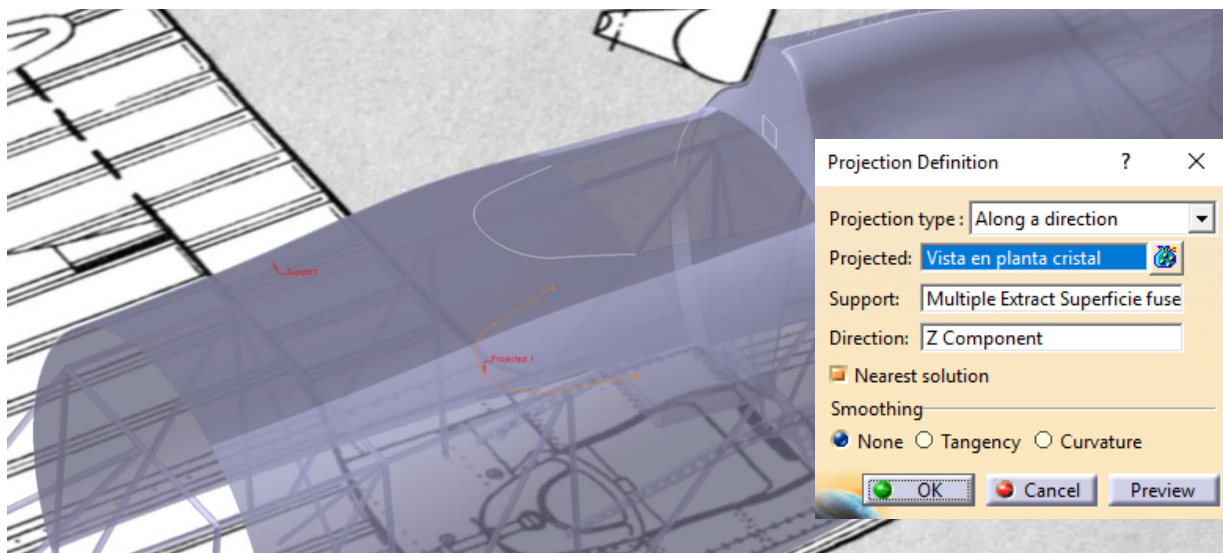 Projection Definition ? ×
Projection type : Along a direction
Projected: Vista en planta cristal
Support: Multiple Extract Superficie fuse
Direction: Z Component
Nearest solution
Smoothing
None Tangency Curvature
OK Cancel Preview
Support
Projected 1